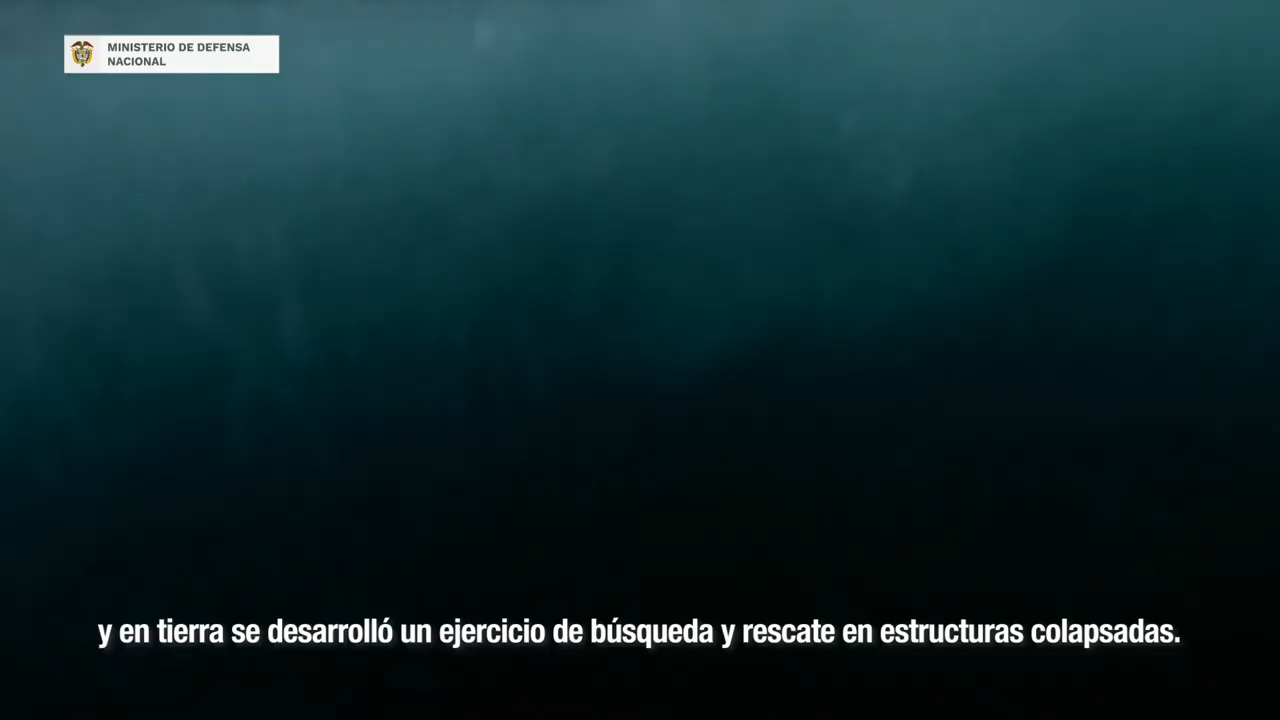 MINISTERIO DE DEFENSA
NACIONAL
y en tierra se desarrolló un ejercicio de búsqueda y rescate en estructuras colapsadas.